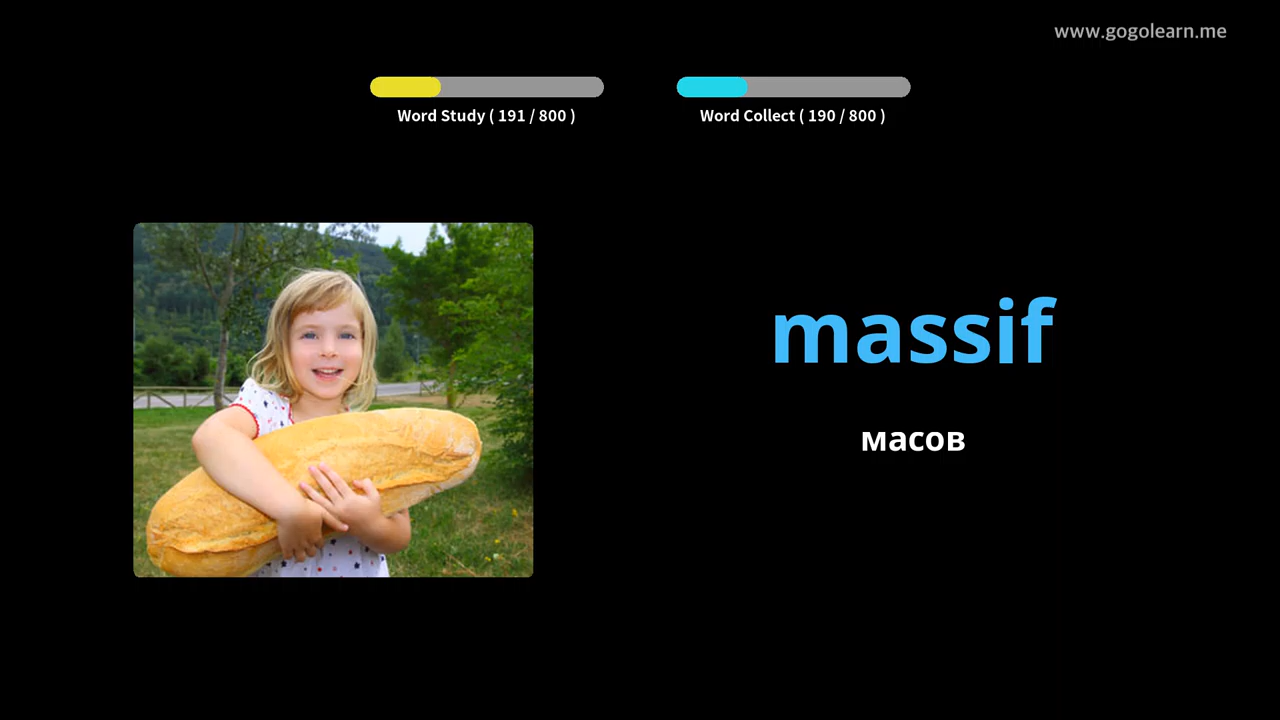 www.gogolearn.me
Word Study ( 191 / 800 )
Word Collect ( 190 / 800 )
massif
масов